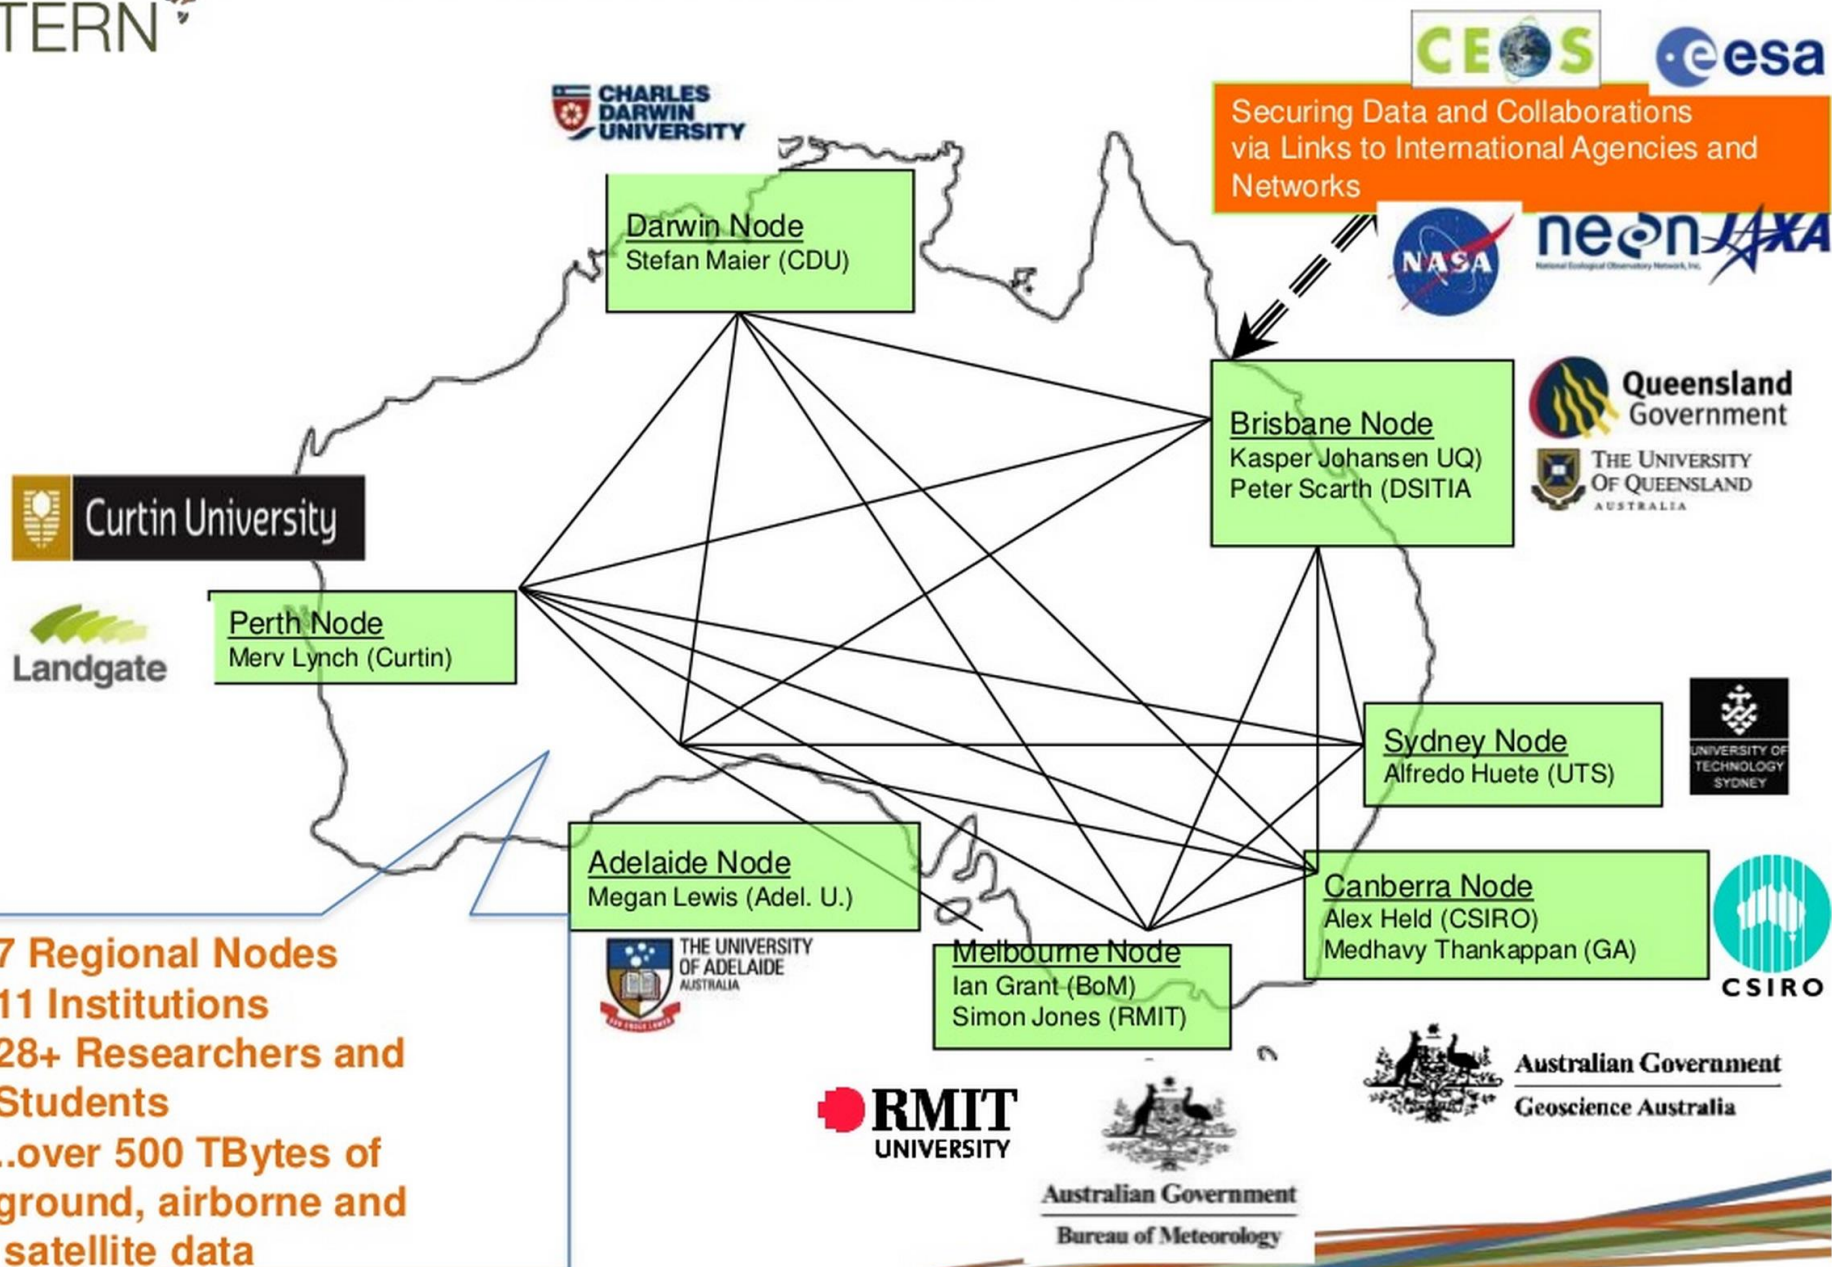 TERN
CEOS
esa
CHARLES
DARWIN
UNIVERSITY
Securing Data and Collaborations
via Links to International Agencies and
Networks
Darwin Node
Stefan Maier (CDU)
NASA
neon
National Ecological Observatory Network, Inc.
JAXA
Brisbane Node
Kasper Johansen UQ)
Peter Scarth (DSITIA
Queensland
Government
THE UNIVERSITY
OF QUEENSLAND
AUSTRALIA
Curtin University
Perth Node
Merv Lynch (Curtin)
Landgate
Sydney Node
Alfredo Huete (UTS)
UNIVERSITY OF
TECHNOLOGY
SYDNEY
Adelaide Node
Megan Lewis (Adel. U.)
Canberra Node
Alex Held (CSIRO)
Medhavy Thankappan (GA)
CSIRO
THE UNIVERSITY
OF ADELAIDE
AUSTRALIA
Melbourne Node
Ian Grant (BoM)
Simon Jones (RMIT)
7 Regional Nodes
11 Institutions
28+ Researchers and
Students
..over 500 TBytes of
ground, airborne and
satellite data
RMIT
UNIVERSITY
Australian Government
Bureau of Meteorology
Australian Government
Geoscience Australia